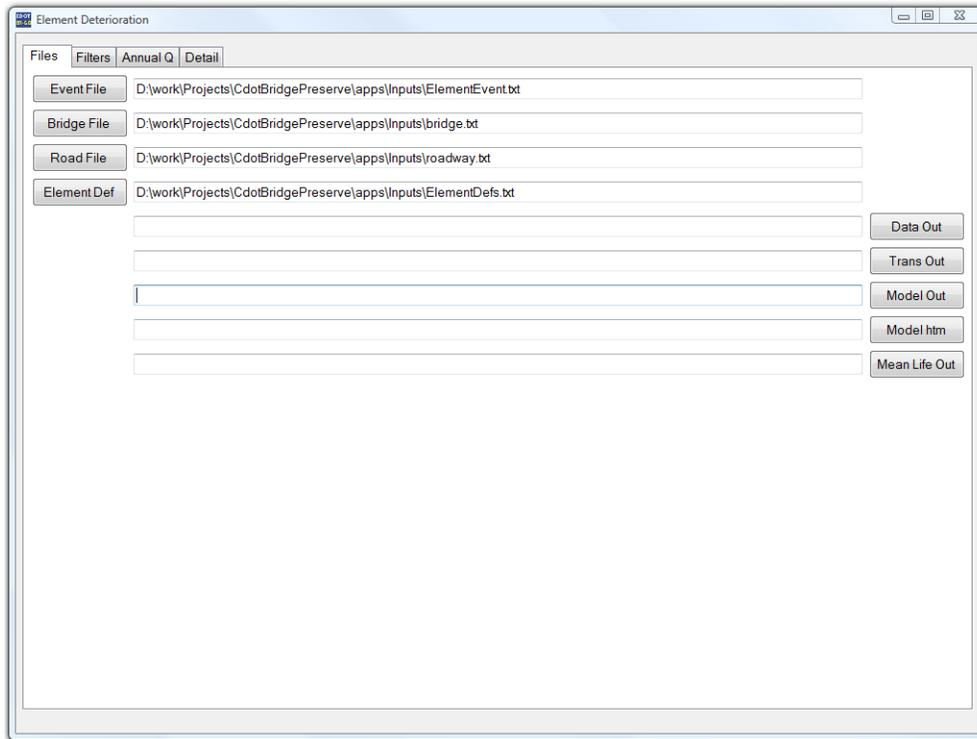 Element Deterioration
Files Filters Annual Q Detail
Event File D:\work\Projects\CdotBridgePreserve\apps\Inputs\ElementEvent.txt
Bridge File D:\work\Projects\CdotBridgePreserve\apps\Inputs\bridge.txt
Road File D:\work\Projects\CdotBridgePreserve\apps\Inputs\roadway.txt
Element Def D:\work\Projects\CdotBridgePreserve\apps\Inputs\ElementDefs.txt
Data Out
Trans Out
Model Out
Model htm
Mean Life Out